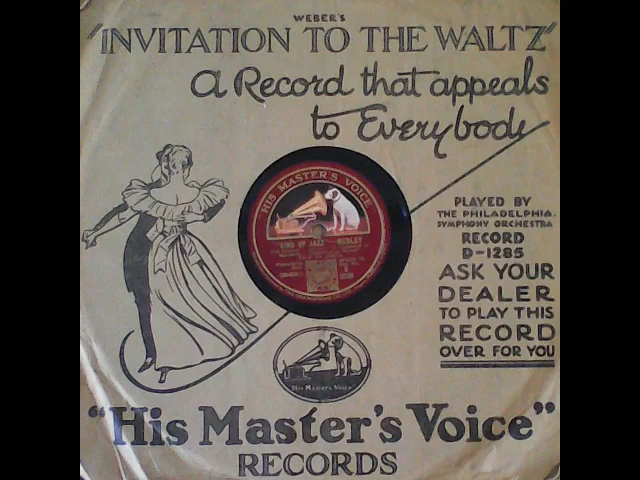 WEBER'S
"INVITATION TO THE WALTZ"
a Record that appeals
to Everybody
HIS MASTER'S VOICE
KING OF JAZZ MEDLEY
PLAYED BY
THE PHILADELPHIA
SYMPHONY ORCHESTRA
RECORD
D-1285
ASK YOUR
DEALER
TO PLAY THIS
RECORD
OVER FOR YOU
His Master's Voice
"His Master's Voice"
RECORDS